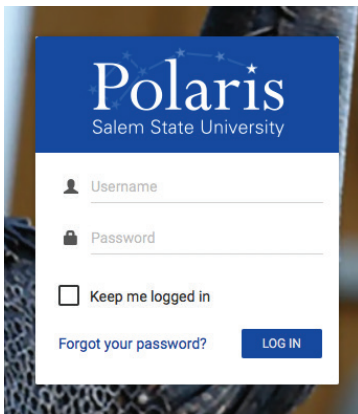 Polaris
Salem State University
Username
Password
Keep me logged in
Forgot your password? LOG IN